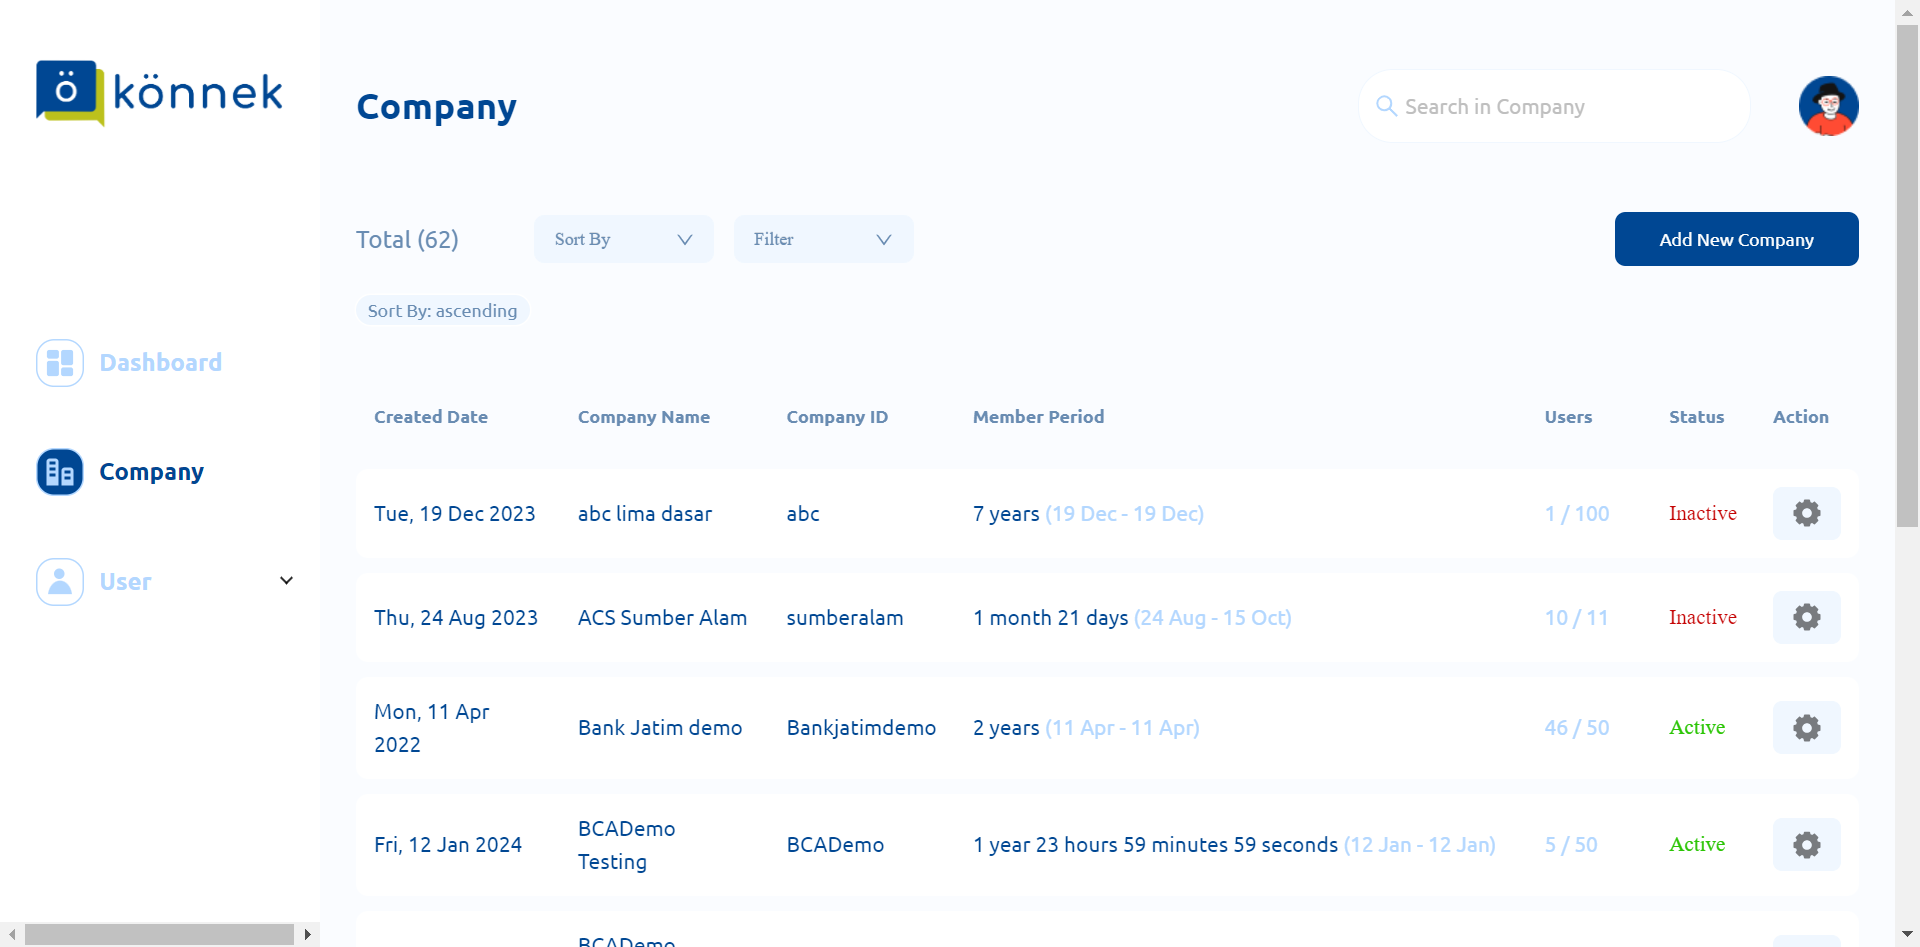 ö könnek
Company
Search in Company
Total (62)
Sort By
Filter
Add New Company
Sort By: ascending
Dashboard
Company
User
Created Date Company Name Company ID Member Period Users Status Action
Tue, 19 Dec 2023 abc lima dasar abc 7 years (19 Dec - 19 Dec) 1 / 100 Inactive
Thu, 24 Aug 2023 ACS Sumber Alam sumberalam 1 month 21 days (24 Aug - 15 Oct) 10 / 11 Inactive
Mon, 11 Apr
2022
Bank Jatim demo Bankjatimdemo 2 years (11 Apr - 11 Apr) 46 / 50 Active
Fri, 12 Jan 2024
BCADemo
Testing
BCADemo 1 year 23 hours 59 minutes 59 seconds (12 Jan - 12 Jan) 5 / 50 Active
BCADemo